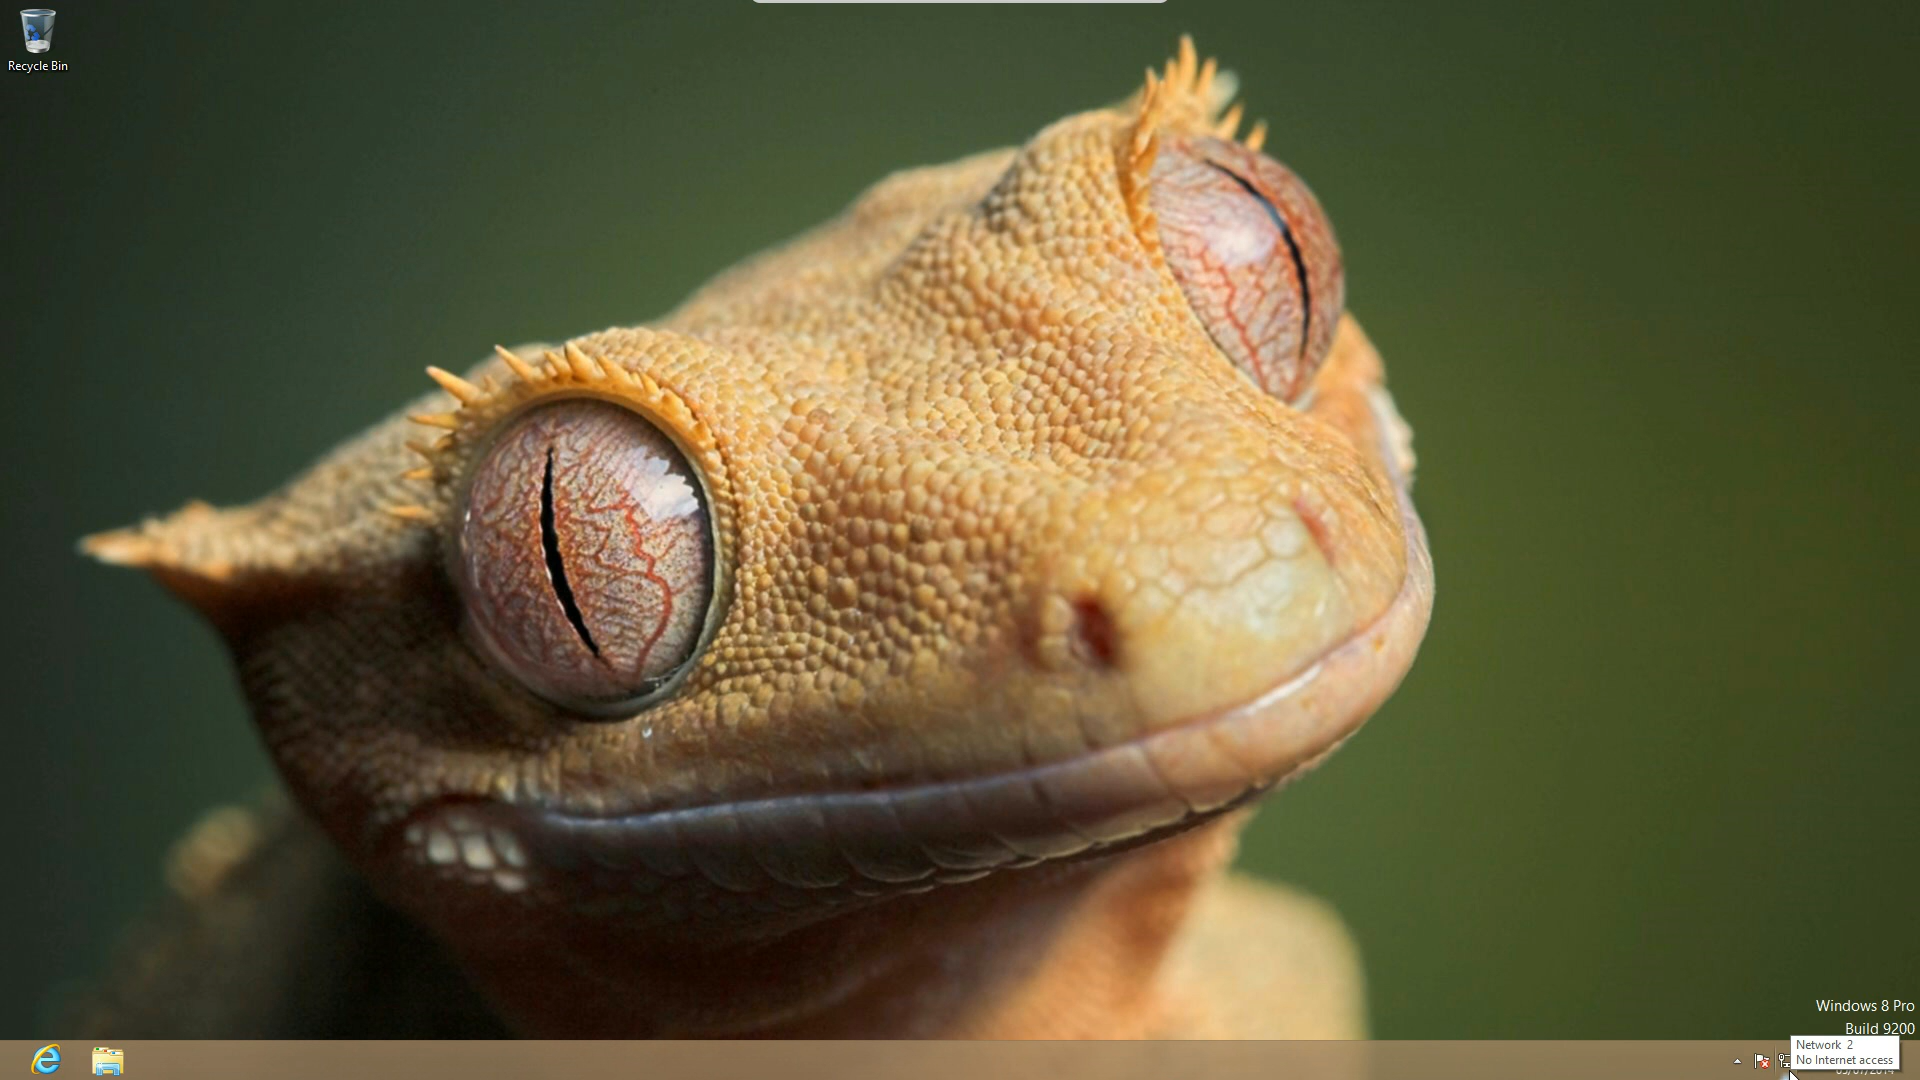 Recycle Bin
Windows 8 Pro
Build 9200
Network 2
No Internet access